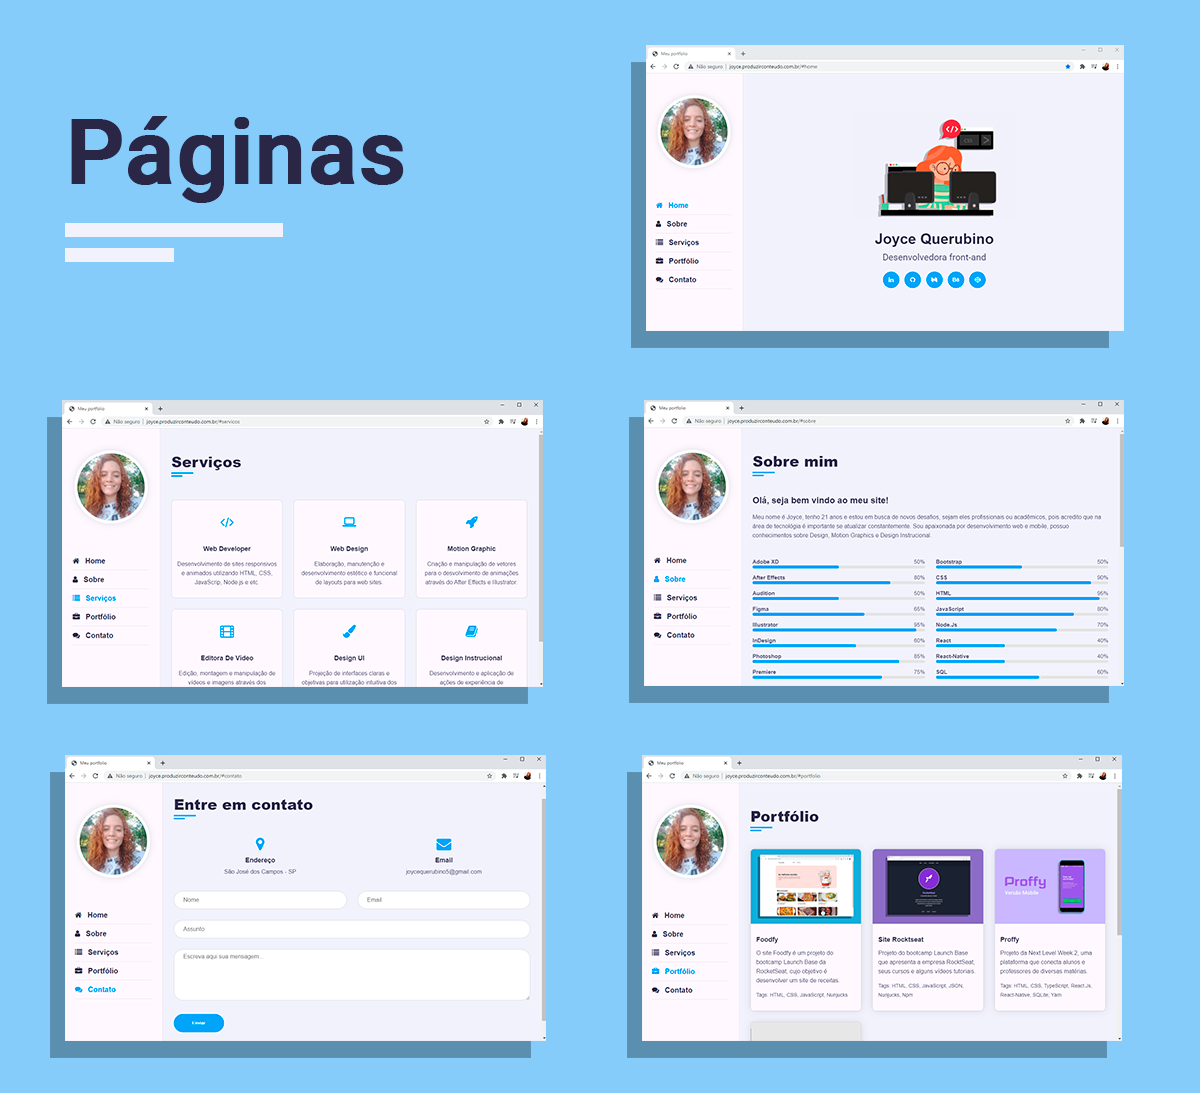 Páginas
Meu portfólio
Não seguro | joyce.produzirconteudo.com.br/#home
Home
Sobre
Serviços
Portfólio
Contato
Joyce Querubino
Desenvolvedora front-and
Meu portfólio
Não seguro | joyce.produzirconteudo.com.br/#servicos
Home
Sobre
Serviços
Portfólio
Contato
Serviços
Web Developer
Desenvolvimento de sites responsivos
e animados utilizando HTML, CSS,
JavaScrip, Node.js e etc
Web Design
Elaboração, manutenção e
desenvolvimento estético e funcional
de layouts para web sites.
Motion Graphic
Criação e manipulação de vetores
para o desvolvimento de animações
através do After Effects e Illustrator
Editora De Video
Edição, montagem e manipulação de
vídeos e imagens através dos
Design UI
Projeção de interfaces claras e
objetivas para utilização intuitiva dos
Design Instrucional
Desenvolvimento e aplicação de
ações de experiência de
Meu portfólio
Não seguro | joyce.produzirconteudo.com.br/#sobre
Home
Sobre
Serviços
Portfólio
Contato
Sobre mim
Olá, seja bem vindo ao meu site!
Meu nome é Joyce, tenho 21 anos e estou em busca de novos desafios, sejam eles profissionais ou acadêmicos, pois acredito que na
área de tecnológia é importante se atualizar constantemente. Sou apaixonada por desenvolvimento web e mobile, possuo
conhecimentos sobre Design, Motion Graphics e Design Instrucional.
Adobe XD 50%
After Effects 80%
Audition 50%
Figma 65%
Illustrator 95%
InDesign 60%
Photoshop 85%
Premiere 75%
Bootstrap 50%
CSS 90%
HTML 95%
JavaScript 80%
Node.Js 70%
React 40%
React-Native 40%
SQL 60%
Meu portfólio
Não seguro | joyce.produzirconteudo.com.br/#contato
Home
Sobre
Serviços
Portfólio
Contato
Entre em contato
Endereço
São José dos Campos - SP
Email
joycequerubino5@gmail.com
Nome
Email
Assunto
Escreva aqui sua mensagem...
Enviar
Meu portfólio
Não seguro | joyce.produzirconteudo.com.br/#portfolio
Home
Sobre
Serviços
Portfólio
Contato
Portfólio
Foodfy
O site Foodfy é um projeto do
bootcamp Launch Base da
RocketSeat, cujo objetivo é
desenvolver um site de receitas.
Tags: HTML, CSS, JavaScript, Nunjucks
Site Rocktseat
Projeto do bootcamp Launch Base
que apresenta a empresa RocktSeat,
seus cursos e alguns vídeos tutoriais.
Tags: HTML, CSS, JavaScript, JSON,
Nunjucks, Npm
Proffy
Versão Mobile
Proffy
Projeto da Next Level Week 2, uma
plataforma que conecta alunos e
professores de diversas matérias.
Tags: HTML, CSS, TypeScript, React.Js,
React-Native, SQLite, Yarn